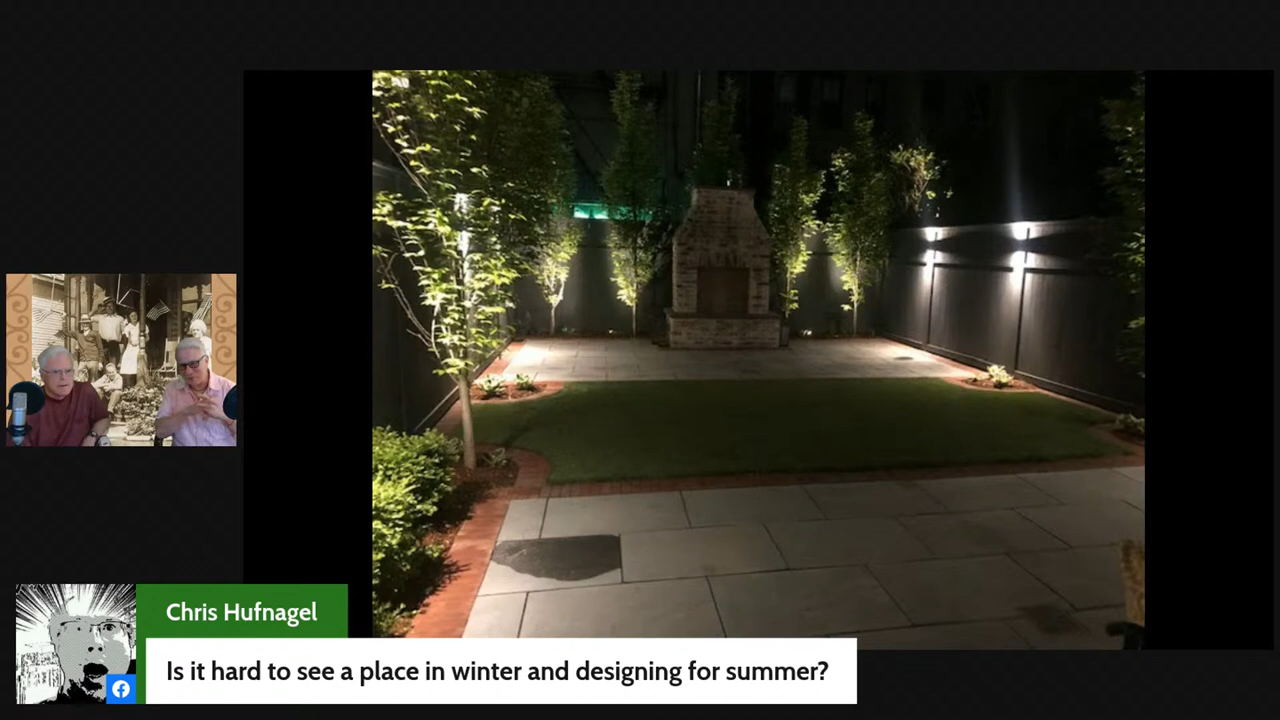 Chris Hufnagel
Is it hard to see a place in winter and designing for summer?